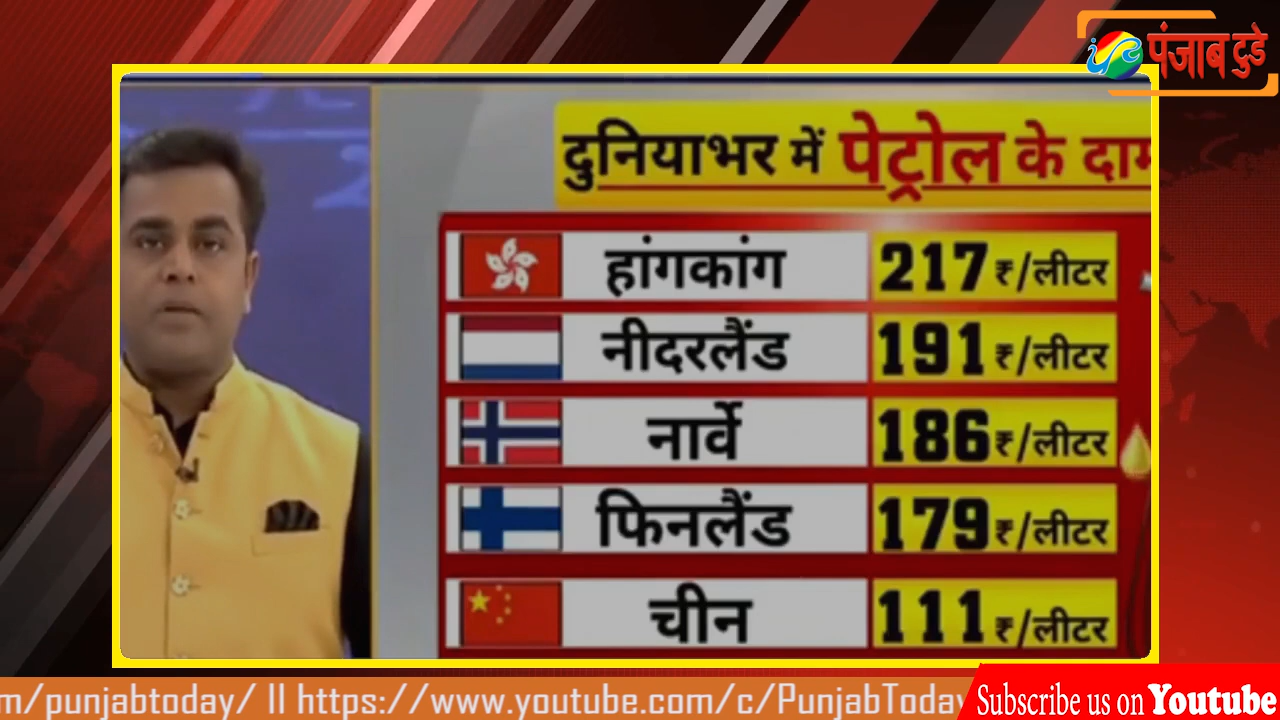 पंजाब टुडे
दुनियाभर में पेट्रोल के दाम
हांगकांग 217 ₹/लीटर
नीदरलैंड 191 ₹/लीटर
नार्वे 186 ₹/लीटर
फिनलैंड 179 ₹/लीटर
चीन 111 ₹/लीटर
m/punjabtoday/ II https://www.youtube.com/c/PunjabToday
Subscribe us on Youtube